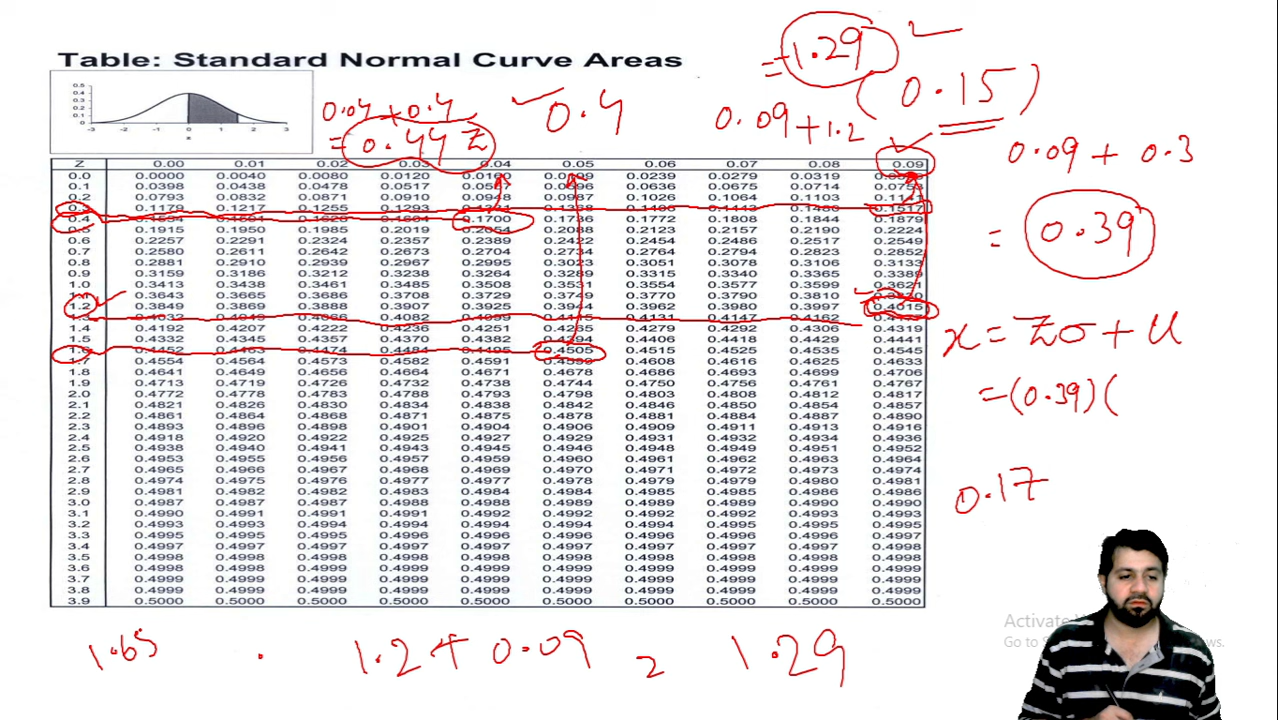 = 1.29
Table: Standard Normal Curve Areas
(0.15)
0.04 + 0.4
0.4
0.09 + 1.2
= 0.44 Z
0.5
0.4
0.3
0.2
0.1
0
-3 -2 -1 0 1 2 3
x
0.09 + 0.3
= 0.39
Z 0.00 0.01 0.02 0.03 0.04 0.05 0.06 0.07 0.08 0.09
0.0 0.0000 0.0040 0.0080 0.0120 0.0239 0.0279 0.0319
0.1 0.0398 0.0438 0.0478 0.0517 0.0636 0.0675 0.0714
0.2 0.0793 0.0832 0.0871 0.0910 0.0948 0.0987 0.1026 0.1064 0.1103 0.1141
0.1179 0.1217 0.1255 0.1293 0.1517
0.4 0.1700 0.1736 0.1772 0.1808 0.1844 0.1879
0.1915 0.1950 0.1985 0.2019 0.2054 0.2088 0.2123 0.2157 0.2190 0.2224
0.6 0.2257 0.2291 0.2324 0.2357 0.2389 0.2422 0.2454 0.2486 0.2517 0.2549
0.7 0.2580 0.2611 0.2642 0.2673 0.2704 0.2734 0.2764 0.2794 0.2823 0.2852
0.8 0.2881 0.2910 0.2939 0.2967 0.2995 0.3023 0.3051 0.3078 0.3106 0.3133
0.9 0.3159 0.3186 0.3212 0.3238 0.3264 0.3289 0.3315 0.3340 0.3365 0.3389
1.0 0.3413 0.3438 0.3461 0.3485 0.3508 0.3531 0.3554 0.3577 0.3599 0.3621
0.3643 0.3665 0.3686 0.3708 0.3729 0.3749 0.3770 0.3790 0.3810
1.2 0.3849 0.3869 0.3888 0.3907 0.3925 0.3944 0.3962 0.3980 0.3997 0.4015
0.4082 0.4131 0.4147 0.4162
1.4 0.4192 0.4207 0.4222 0.4236 0.4251 0.4265 0.4279 0.4292 0.4306 0.4319
1.5 0.4332 0.4345 0.4357 0.4370 0.4382 0.4394 0.4406 0.4418 0.4429 0.4441
1.6 0.4452 0.4463 0.4474 0.4484 0.4495 0.4505 0.4515 0.4525 0.4535 0.4545
1.7 0.4554 0.4564 0.4573 0.4582 0.4591 0.4608 0.4616 0.4625 0.4633
1.8 0.4641 0.4649 0.4656 0.4664 0.4671 0.4678 0.4686 0.4693 0.4699 0.4706
1.9 0.4713 0.4719 0.4726 0.4732 0.4738 0.4744 0.4750 0.4756 0.4761 0.4767
2.0 0.4772 0.4778 0.4783 0.4788 0.4793 0.4798 0.4803 0.4808 0.4812 0.4817
2.1 0.4821 0.4826 0.4830 0.4834 0.4838 0.4842 0.4846 0.4850 0.4854 0.4857
2.2 0.4861 0.4864 0.4868 0.4871 0.4875 0.4878 0.4881 0.4884 0.4887 0.4890
2.3 0.4893 0.4896 0.4898 0.4901 0.4904 0.4906 0.4909 0.4911 0.4913 0.4916
2.4 0.4918 0.4920 0.4922 0.4925 0.4927 0.4929 0.4931 0.4932 0.4934 0.4936
2.5 0.4938 0.4940 0.4941 0.4943 0.4945 0.4946 0.4948 0.4949 0.4951 0.4952
2.6 0.4953 0.4955 0.4956 0.4957 0.4959 0.4960 0.4961 0.4962 0.4963 0.4964
2.7 0.4965 0.4966 0.4967 0.4968 0.4969 0.4970 0.4971 0.4972 0.4973 0.4974
2.8 0.4974 0.4975 0.4976 0.4977 0.4977 0.4978 0.4979 0.4979 0.4980 0.4981
2.9 0.4981 0.4982 0.4982 0.4983 0.4984 0.4984 0.4985 0.4985 0.4986 0.4986
3.0 0.4987 0.4987 0.4987 0.4988 0.4988 0.4989 0.4989 0.4989 0.4990 0.4990
3.1 0.4990 0.4991 0.4991 0.4991 0.4992 0.4992 0.4992 0.4992 0.4993 0.4993
3.2 0.4993 0.4993 0.4994 0.4994 0.4994 0.4994 0.4994 0.4995 0.4995 0.4995
3.3 0.4995 0.4995 0.4995 0.4996 0.4996 0.4996 0.4996 0.4996 0.4996 0.4997
3.4 0.4997 0.4997 0.4997 0.4997 0.4997 0.4997 0.4997 0.4997 0.4997 0.4998
3.5 0.4998 0.4998 0.4998 0.4998 0.4998 0.4998 0.4998 0.4998 0.4998 0.4998
3.6 0.4998 0.4998 0.4999 0.4999 0.4999 0.4999 0.4999 0.4999 0.4999 0.4999
3.7 0.4999 0.4999 0.4999 0.4999 0.4999 0.4999 0.4999 0.4999 0.4999 0.4999
3.8 0.4999 0.4999 0.4999 0.4999 0.4999 0.4999 0.4999 0.4999 0.4999 0.4999
3.9 0.5000 0.5000 0.5000 0.5000 0.5000 0.5000 0.5000 0.5000 0.5000 0.5000
x = Zσ + u
= (0.39)(
0.17
Activate
Go to
1.65 . 1.2 + 0.09 = 1.29